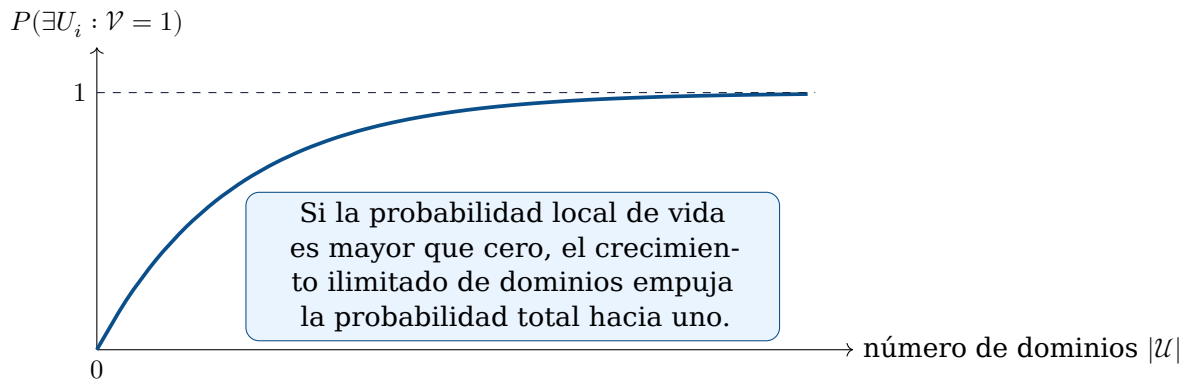 P(∃U_i : 𝒱 = 1)
1
Si la probabilidad local de vida
es mayor que cero, el crecimien-
to ilimitado de dominios empuja
la probabilidad total hacia uno.
número de dominios |𝒰|
0